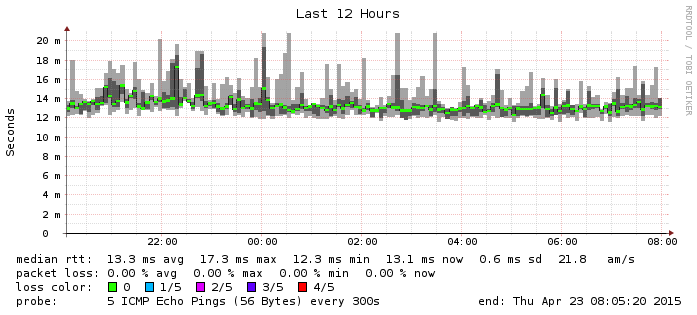 Last 12 Hours
RRDTOOL / TOBI OETIKER
Seconds
20 m
18 m
16 m
14 m
12 m
10 m
8 m
6 m
4 m
2 m
0
22:00 00:00 02:00 04:00 06:00 08:00
median rtt: 13.3 ms avg 17.3 ms max 12.3 ms min 13.1 ms now 0.6 ms sd 21.8 am/s
packet loss: 0.00 % avg 0.00 % max 0.00 % min 0.00 % now
loss color: 0 1/5 2/5 3/5 4/5
probe: 5 ICMP Echo Pings (56 Bytes) every 300s end: Thu Apr 23 08:05:20 2015